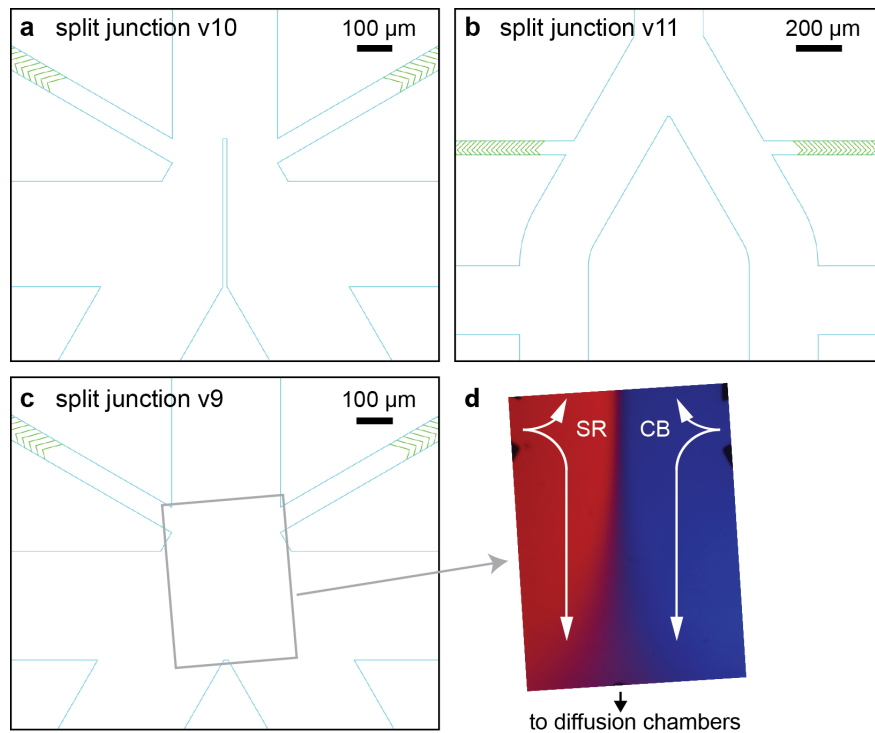 a split junction v10
100 µm
b split junction v11
200 µm
c split junction v9
100 µm
d
SR
CB
to diffusion chambers